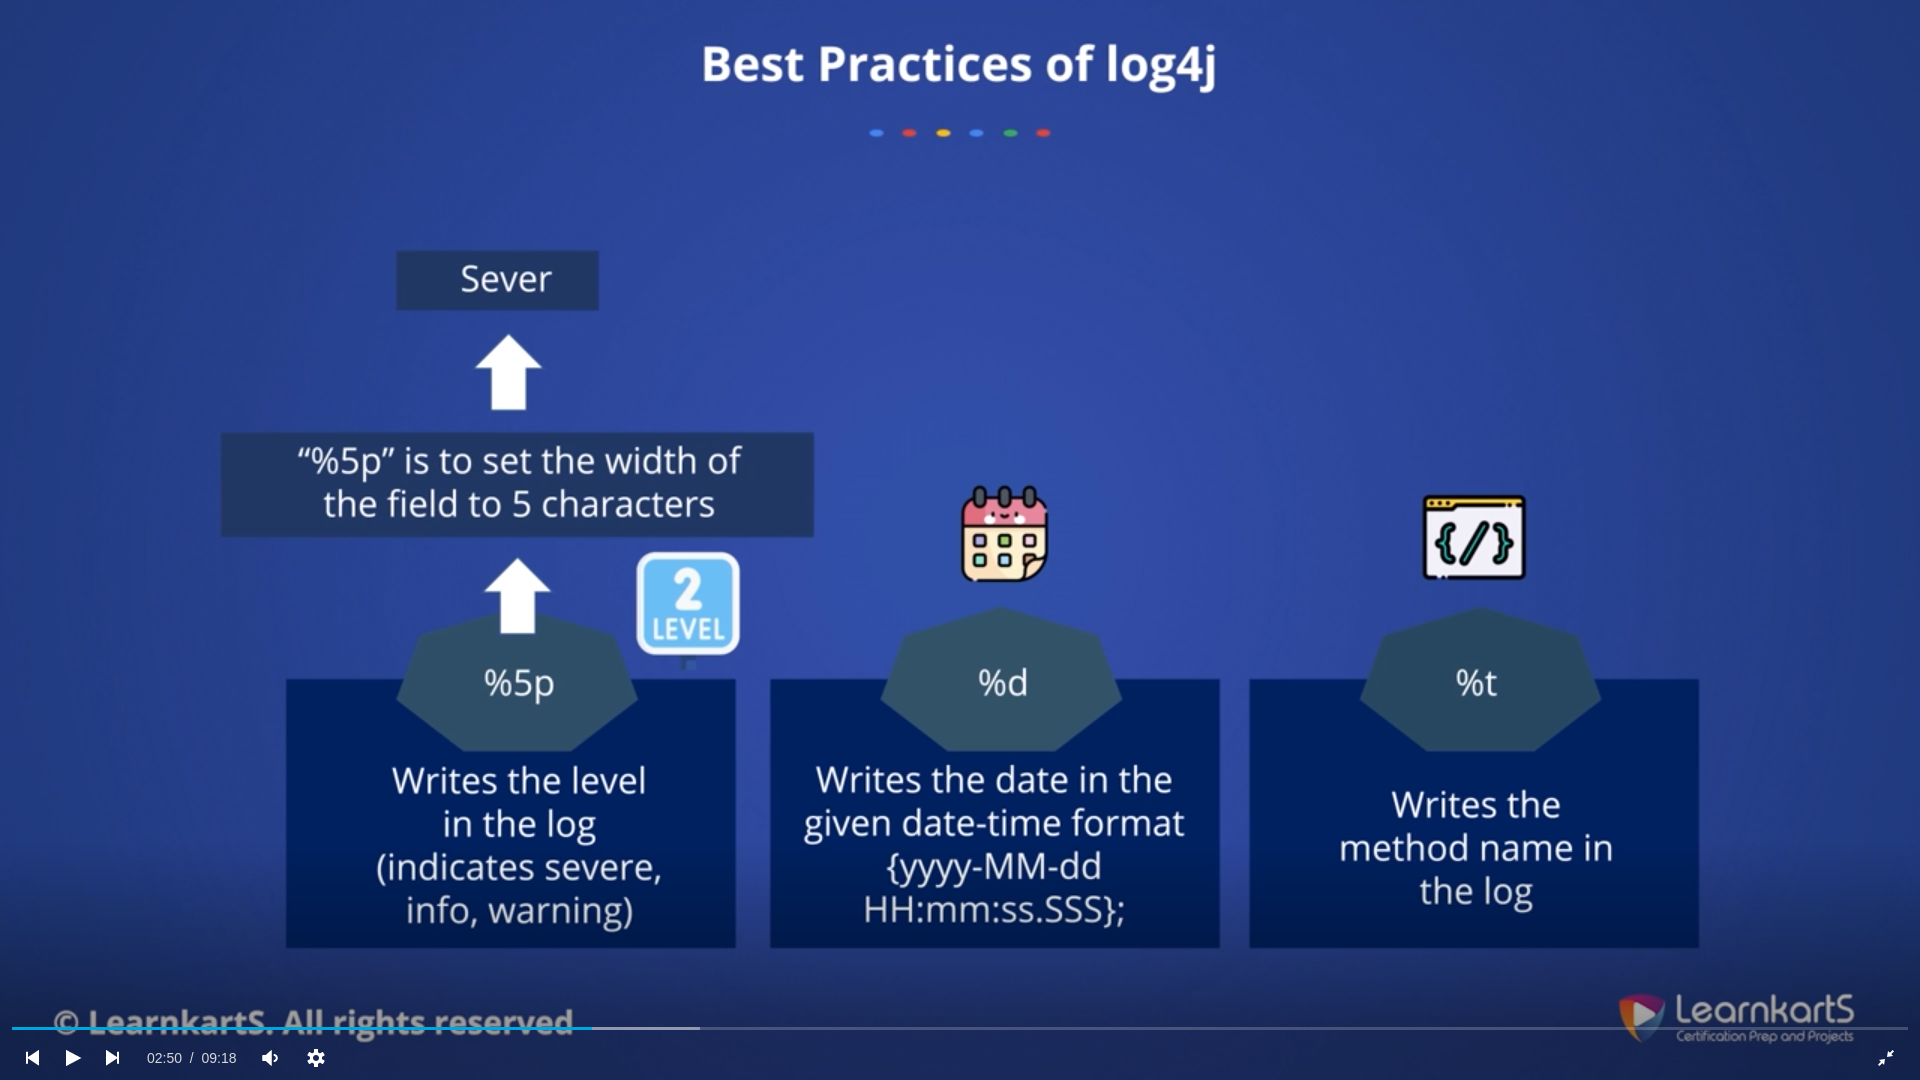 Best Practices of log4j
Sever
“%5p” is to set the width of
the field to 5 characters
2
LEVEL
%5p
Writes the level
in the log
(indicates severe,
info, warning)
%d
Writes the date in the
given date-time format
{yyyy-MM-dd
HH:mm:ss.SSS};
{/}
%t
Writes the
method name in
the log
© LearnkartS. All rights reserved
LearnkartS
Certification Prep and Projects
02:50 / 09:18